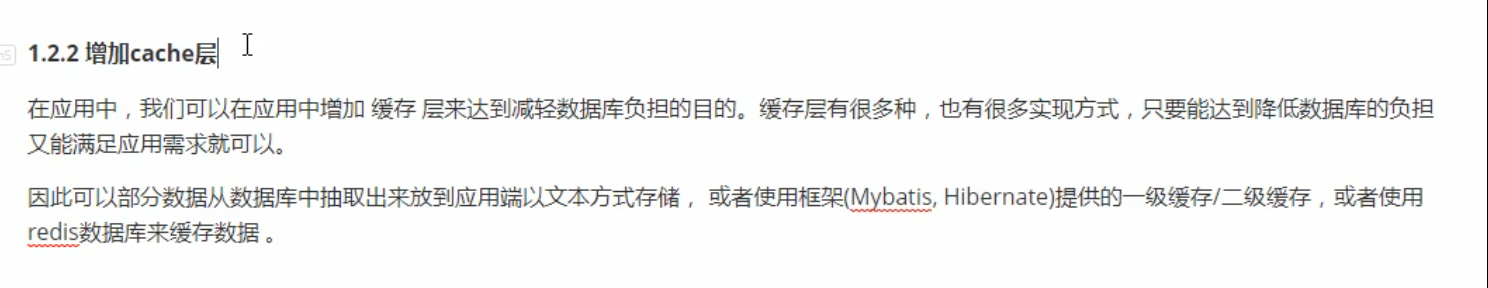 1.2.2 增加cache层
在应用中，我们可以在应用中增加 缓存 层来达到减轻数据库负担的目的。缓存层有很多种，也有很多实现方式，只要能达到降低数据库的负担
又能满足应用需求就可以。
因此可以部分数据从数据库中抽取出来放到应用端以文本方式存储， 或者使用框架(Mybatis, Hibernate)提供的一级缓存/二级缓存，或者使用
redis数据库来缓存数据 。